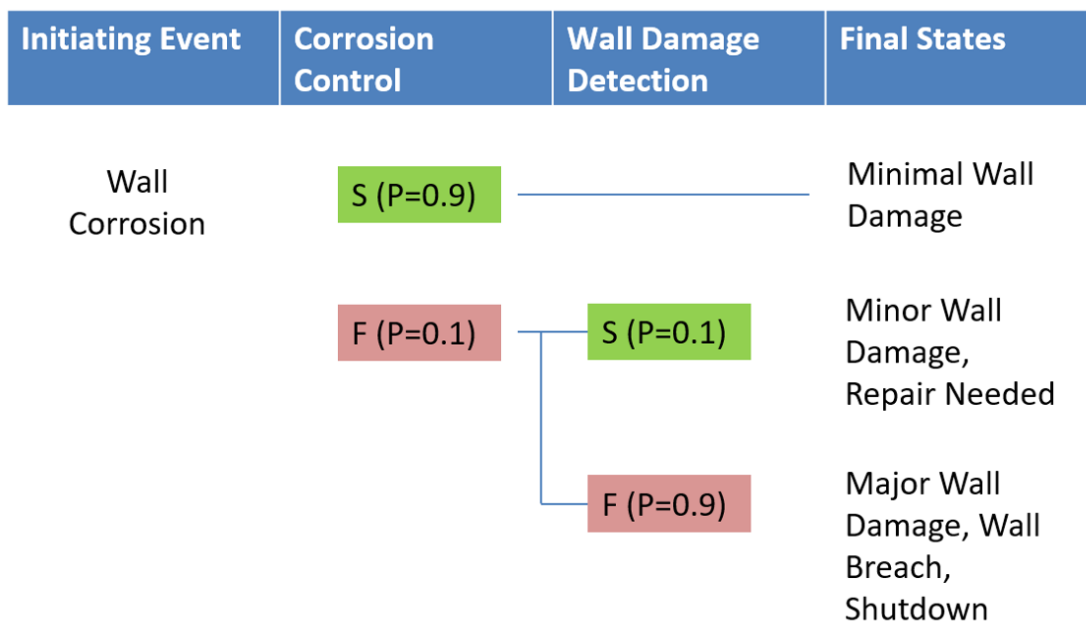 Initiating Event
Corrosion
Control
Wall Damage
Detection
Final States
Wall
Corrosion
S (P=0.9)
Minimal Wall
Damage
F (P=0.1)
S (P=0.1)
Minor Wall
Damage,
Repair Needed
F (P=0.9)
Major Wall
Damage, Wall
Breach,
Shutdown